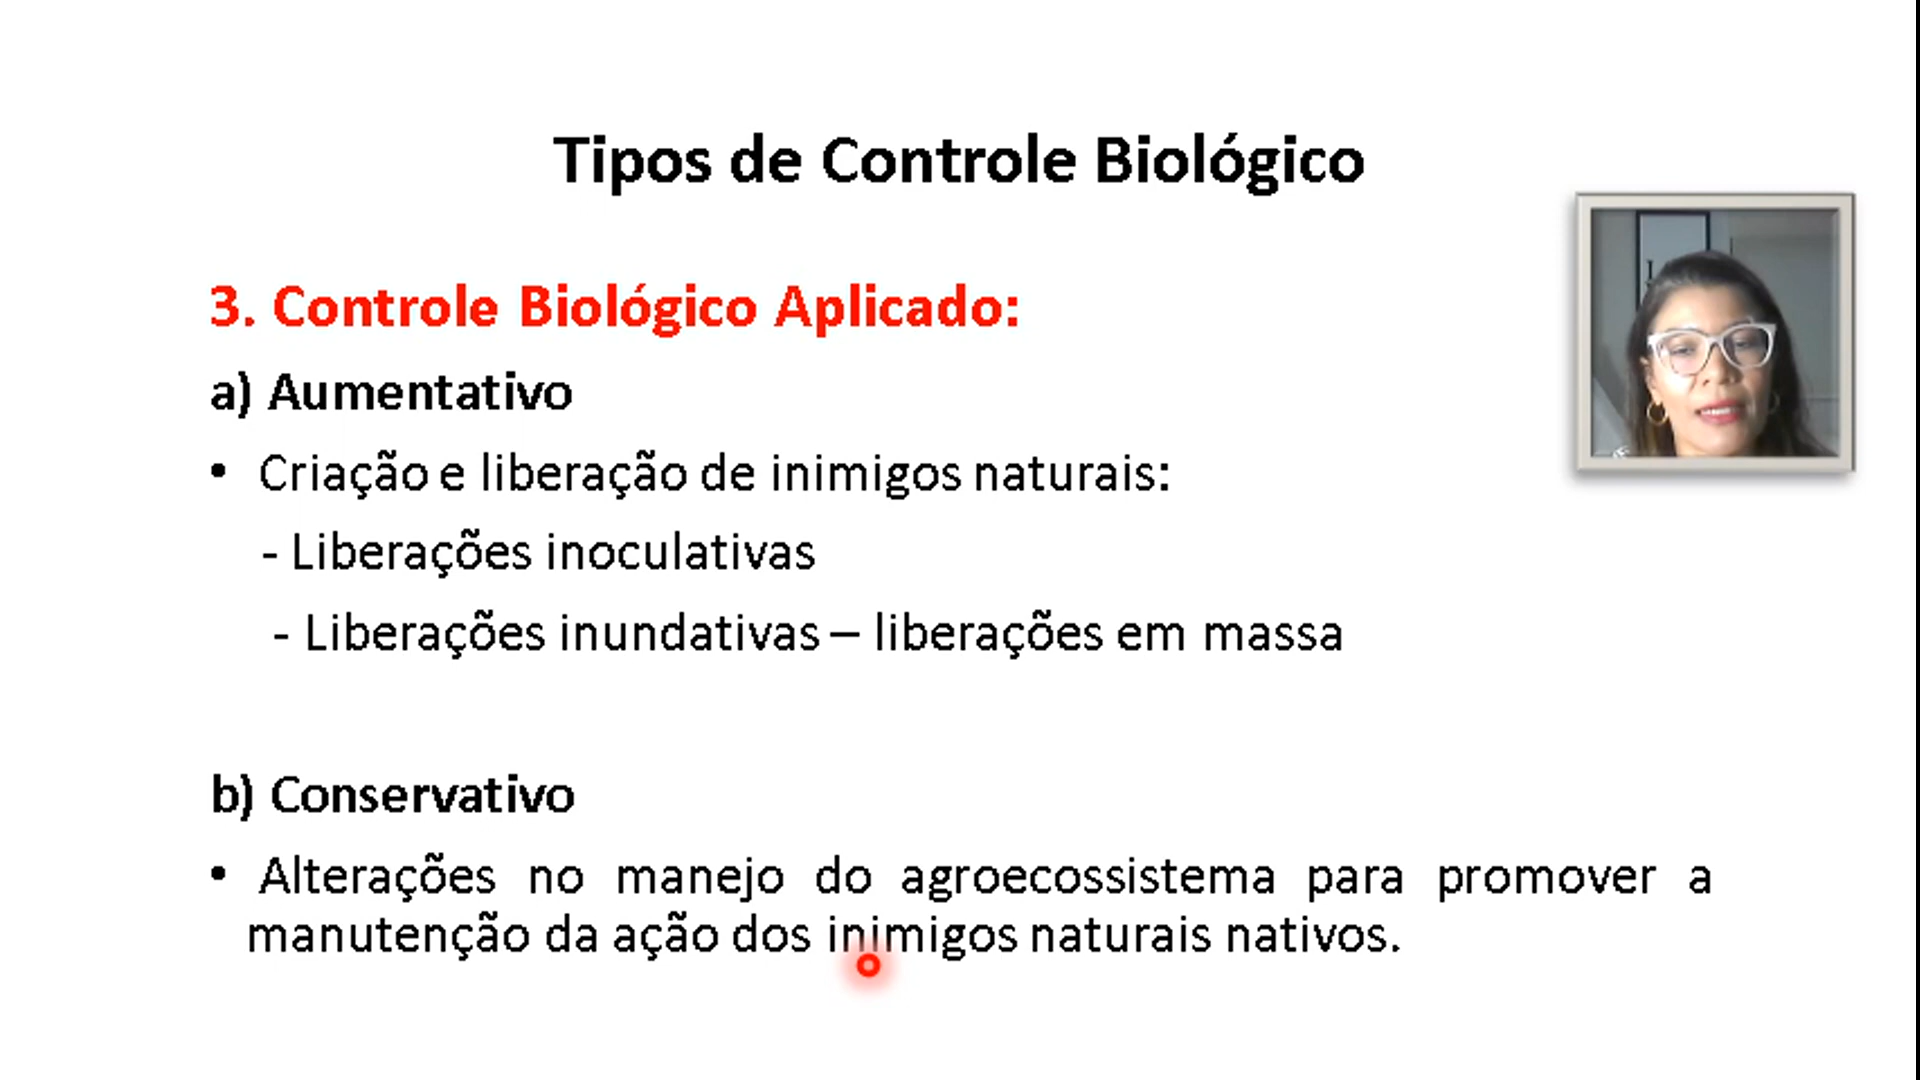 Tipos de Controle Biológico
3. Controle Biológico Aplicado:
a) Aumentativo
• Criação e liberação de inimigos naturais:
- Liberações inoculativas
- Liberações inundativas – liberações em massa
b) Conservativo
• Alterações no manejo do agroecossistema para promover a
manutenção da ação dos inimigos naturais nativos.